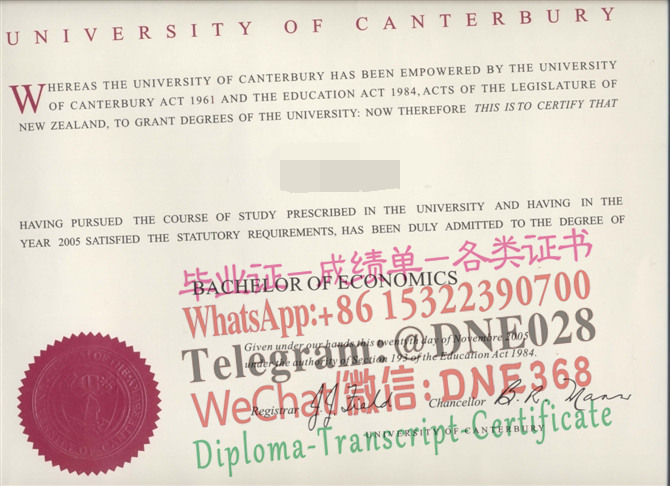 UNIVERSITY OF CANTERBURY
WHEREAS THE UNIVERSITY OF CANTERBURY HAS BEEN EMPOWERED BY THE UNIVERSITY
OF CANTERBURY ACT 1961 AND THE EDUCATION ACT 1984, ACTS OF THE LEGISLATURE OF
NEW ZEALAND, TO GRANT DEGREES OF THE UNIVERSITY: NOW THEREFORE THIS IS TO CERTIFY THAT
HAVING PURSUED THE COURSE OF STUDY PRESCRIBED IN THE UNIVERSITY AND HAVING IN THE
YEAR 2005 SATISFIED THE STATUTORY REQUIREMENTS, HAS BEEN DULY ADMITTED TO THE DEGREE OF
毕业证—成绩单—各类证书
BACHELOR OF ECONOMICS
WhatsApp:+86 15322390700
Given under our hands this twentyth day of Novembre 2005
Telegram:@DNE028
under the authority of Section 193 of the Education Act 1984.
WeChat/微信:DNE368
Registrar J J Field Chancellor B. R. Mann
UNIVERSITY OF CANTERBURY
Diploma-Transcript-Certificate